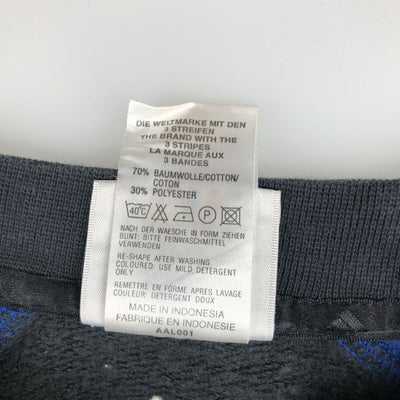 DIE WELTMARKE MIT DEN
3 STREIFEN
THE BRAND WITH THE
3 STRIPES
LA MARQUE AUX
3 BANDES
70% BAUMWOLLE/COTTON/
COTON
30% POLYESTER
40°C P
NACH DER WAESCHE IN FORM ZIEHEN
BUNT: BITTE FEINWASCHMITTEL
VERWENDEN
RE-SHAPE AFTER WASHING
COLOURED: USE MILD DETERGENT
ONLY
REMETTRE EN FORME APRES LAVAGE
COULEUR: DETERGENT DOUX
MADE IN INDONESIA
FABRIQUE EN INDONESIE
AAL001